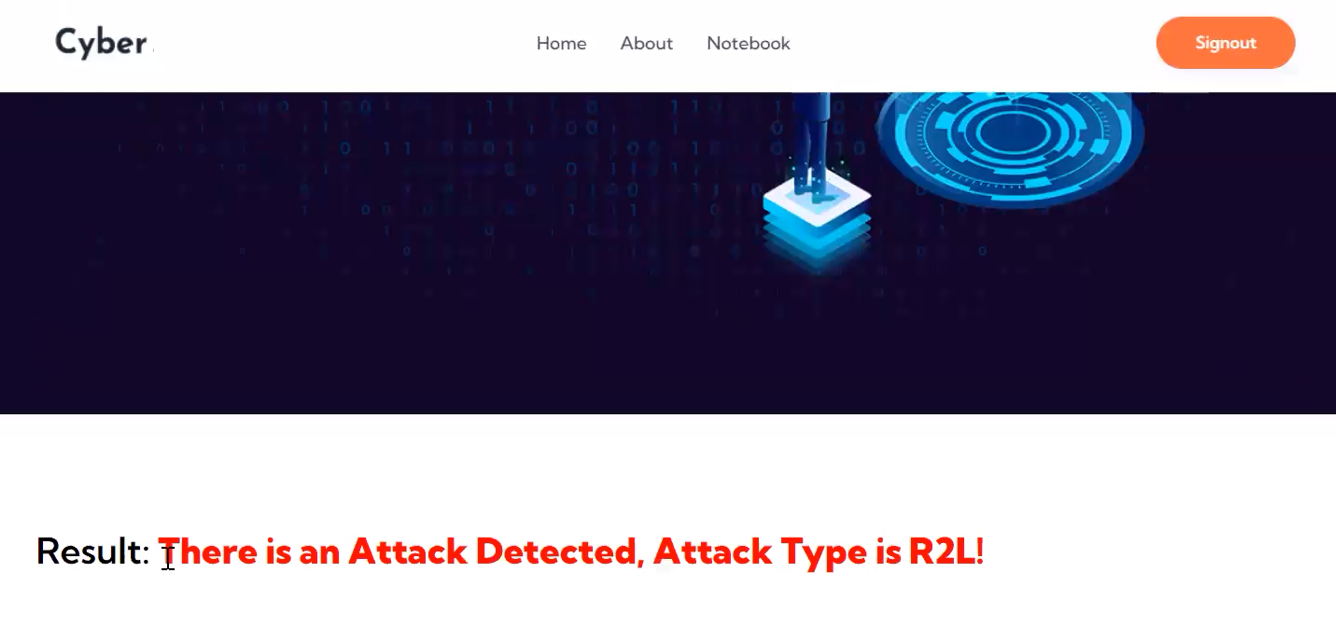 Cyber
Home About Notebook
Signout
Result: There is an Attack Detected, Attack Type is R2L!